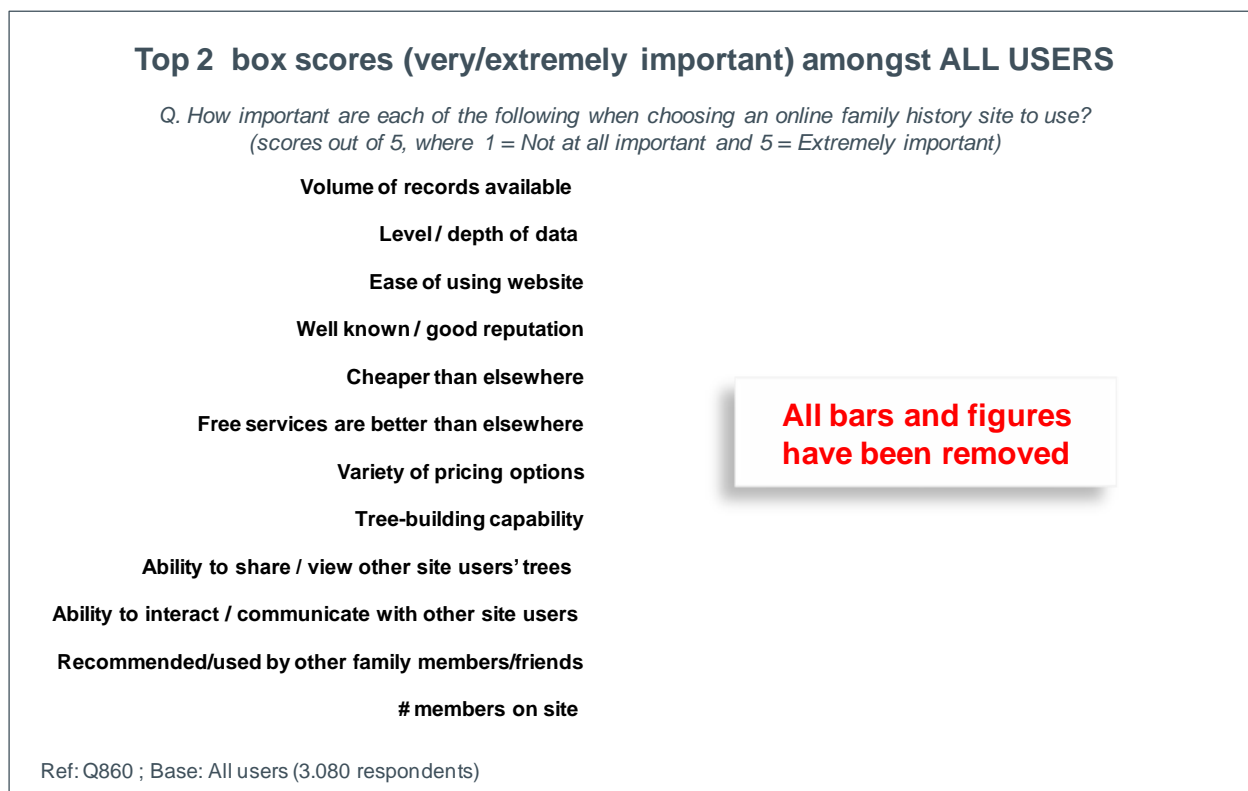 Top 2 box scores (very/extremely important) amongst ALL USERS
Q. How important are each of the following when choosing an online family history site to use?
(scores out of 5, where 1 = Not at all important and 5 = Extremely important)
Volume of records available
Level / depth of data
Ease of using website
Well known / good reputation
Cheaper than elsewhere
Free services are better than elsewhere
Variety of pricing options
Tree-building capability
Ability to share / view other site users' trees
Ability to interact / communicate with other site users
Recommended/used by other family members/friends
# members on site
All bars and figures
have been removed
Ref: Q860 ; Base: All users (3.080 respondents)